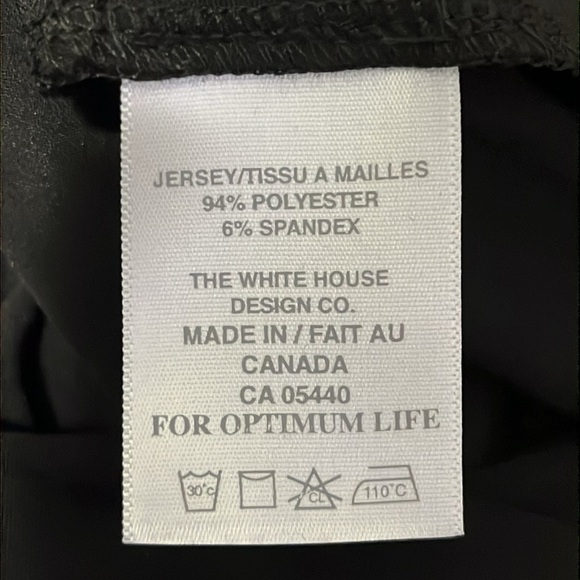 JERSEY/TISSU A MAILLES
94% POLYESTER
6% SPANDEX
THE WHITE HOUSE
DESIGN CO.
MADE IN / FAIT AU
CANADA
CA 05440
FOR OPTIMUM LIFE
30°C CL 110°C